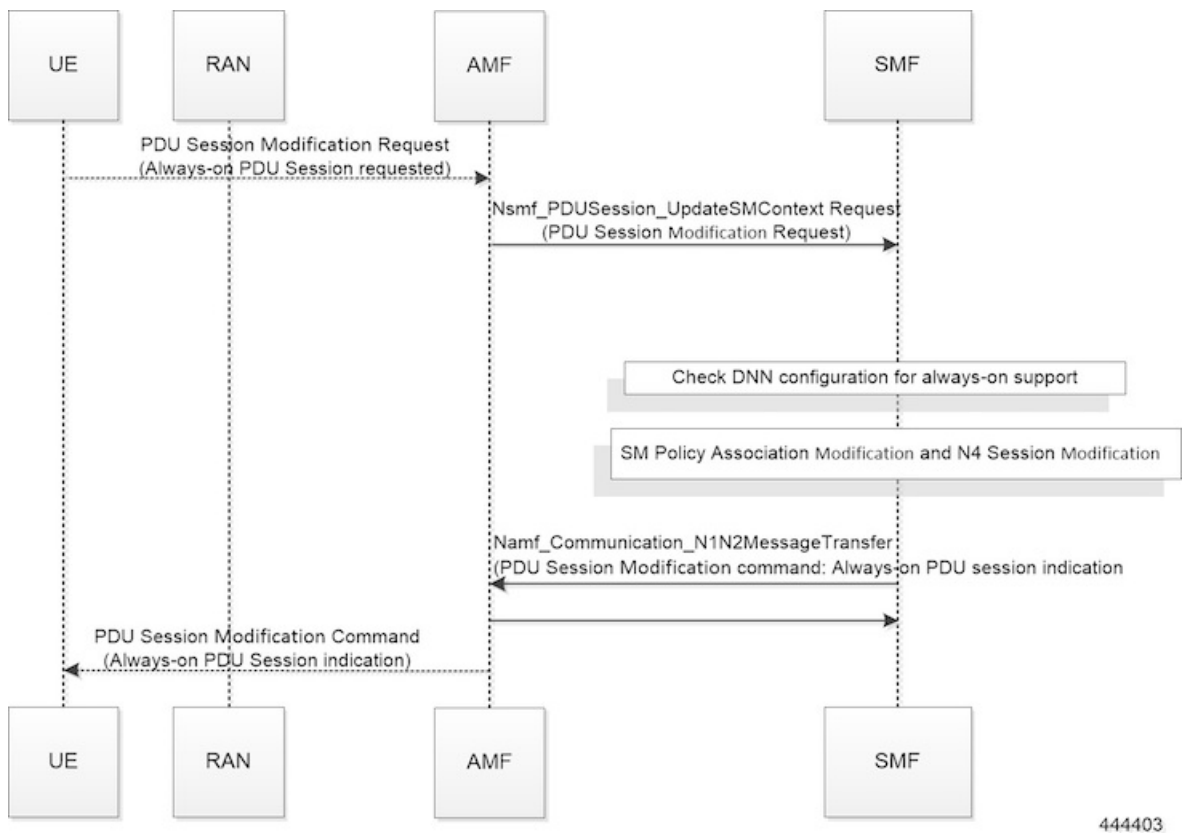 UE
RAN
AMF
SMF
PDU Session Modification Request
(Always-on PDU Session requested)
Nsmf_PDUSession_UpdateSMContext Request
(PDU Session Modification Request)
Check DNN configuration for always-on support
SM Policy Association Modification and N4 Session Modification
Namf_Communication_N1N2MessageTransfer
(PDU Session Modification command: Always-on PDU session indication
PDU Session Modification Command
(Always-on PDU Session indication)
UE
RAN
AMF
SMF
444403